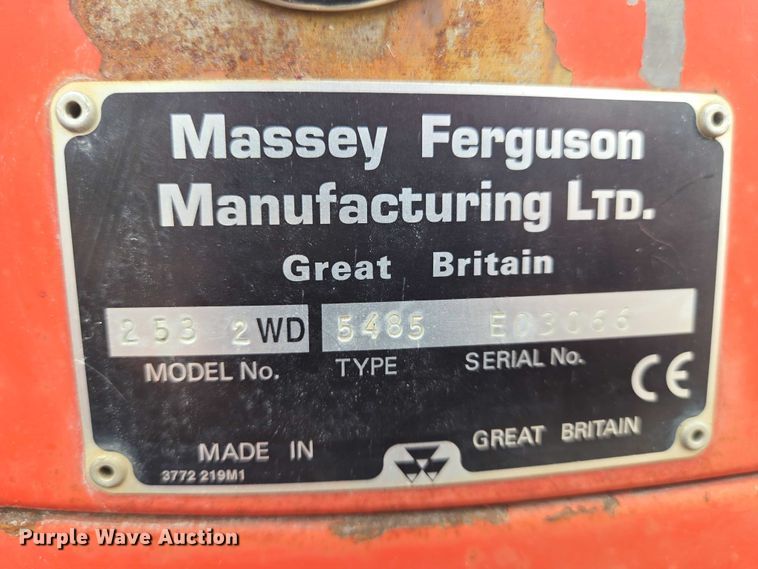 Massey Ferguson
Manufacturing LTD.
Great Britain
253 2WD 5485 E03066
MODEL No. TYPE SERIAL No.
CE
MADE IN GREAT BRITAIN
3772 219M1
Purple Wave Auction